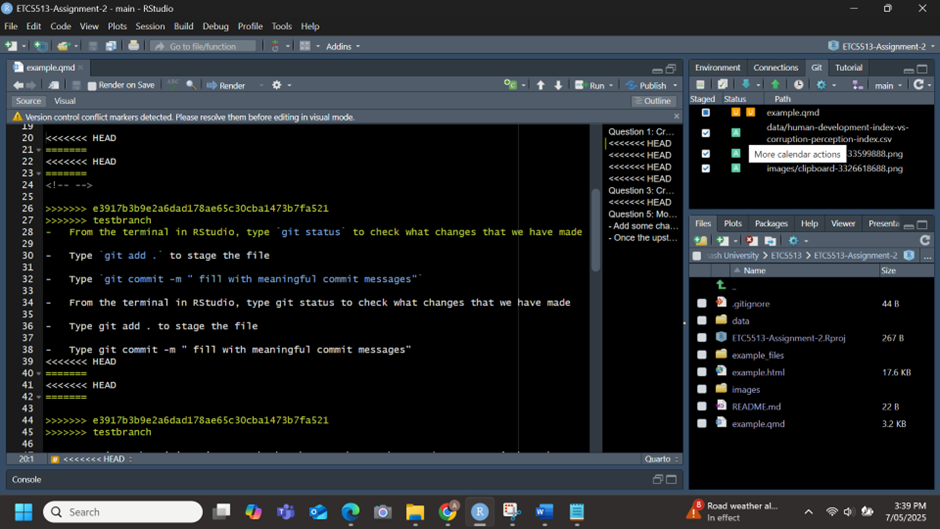 ETC5513-Assignment-2 - main - RStudio
File Edit Code View Plots Session Build Debug Profile Tools Help
Go to file/function
Addins
ETC5513-Assignment-2
example.qmd
Render on Save
Render
Run
Publish
Source Visual
Outline
Version control conflict markers detected. Please resolve them before editing in visual mode.
19
20 <<<<<<< HEAD
21 =======
22 <<<<<<< HEAD
23 =======
24 <!-- -->
25
26 >>>>>>> e3917b3b9e2a6dad178ae65c30cba1473b7fa521
27 >>>>>>> testbranch
28 - From the terminal in RStudio, type `git status` to check what changes that we have made
29
30 - Type `git add .` to stage the file
31
32 - Type `git commit -m " fill with meaningful commit messages"`
33
34 - From the terminal in RStudio, type git status to check what changes that we have made
35
36 - Type git add . to stage the file
37
38 - Type git commit -m " fill with meaningful commit messages"
39 <<<<<<< HEAD
40 =======
41 <<<<<<< HEAD
42 =======
43
44 >>>>>>> e3917b3b9e2a6dad178ae65c30cba1473b7fa521
45 >>>>>>> testbranch
46
20:1 <<<<<<< HEAD
Quarto
Question 1: Cr...
<<<<<<< HEAD
<<<<<<< HEAD
<<<<<<< HEAD
<<<<<<< HEAD
Question 3: Cr...
<<<<<<< HEAD
Question 5: Mo...
- Add some cha...
- Once the upst...
Console
Environment Connections Git Tutorial
main
Staged Status Path
U U example.qmd
A data/human-development-index-vs-
corruption-perception-index.csv
A 33599888.png
More calendar actions
A images/clipboard-3326618688.png
Files Plots Packages Help Viewer Presenta
ash University ETC5513 ETC5513-Assignment-2
Name Size
..
.gitignore 44 B
data
ETC5513-Assignment-2.Rproj 267 B
example_files
example.html 17.6 KB
images
README.md 22 B
example.qmd 3.2 KB
Search
8
Road weather al...
In effect
3:39 PM
7/05/2025